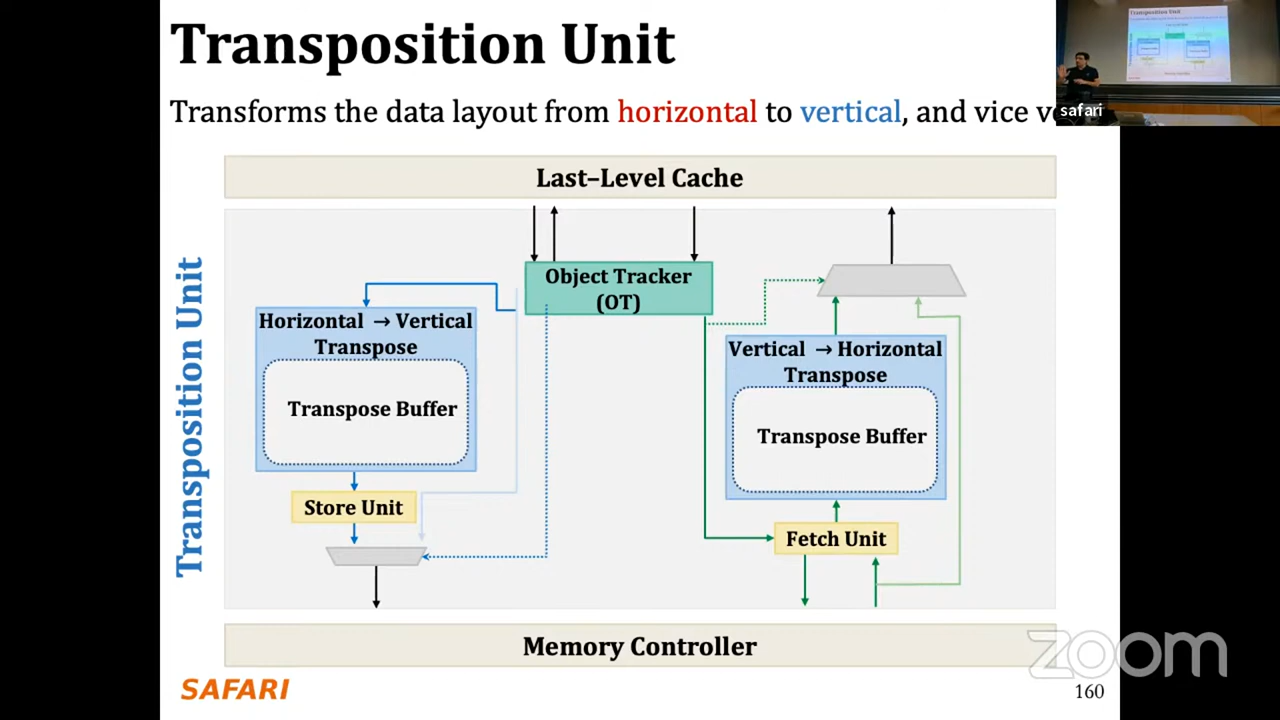 Transposition Unit
Transforms the data layout from horizontal to vertical, and vice
safari
Last–Level Cache
Transposition Unit
Object Tracker
(OT)
Horizontal → Vertical
Transpose
Transpose Buffer
Store Unit
Vertical → Horizontal
Transpose
Transpose Buffer
Fetch Unit
Memory Controller
zoom
SAFARI
160